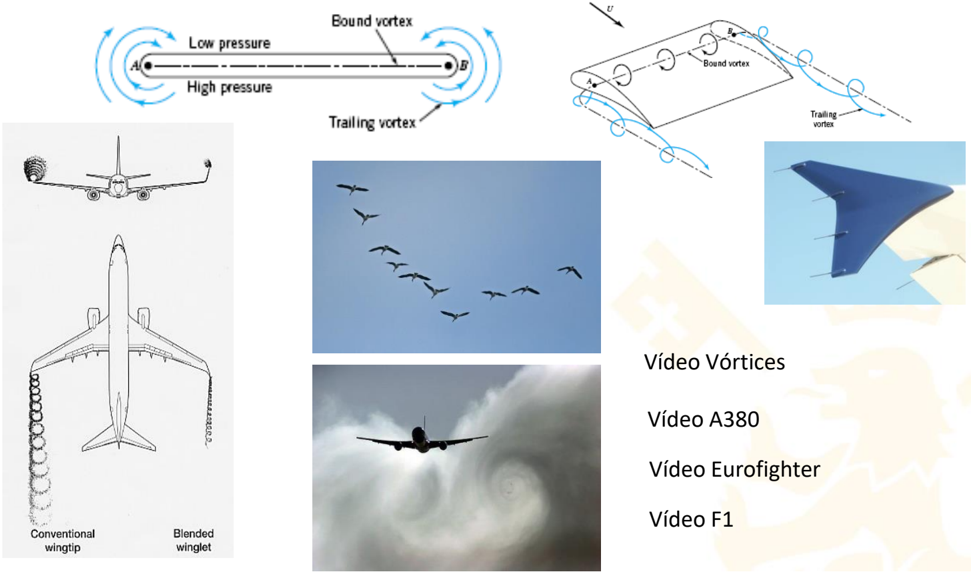 Bound vortex
Low pressure
A
B
High pressure
Trailing vortex
U
B
Bound vortex
A
Trailing
vortex
Conventional
wingtip
Blended
winglet
Vídeo Vórtices
Vídeo A380
Vídeo Eurofighter
Vídeo F1